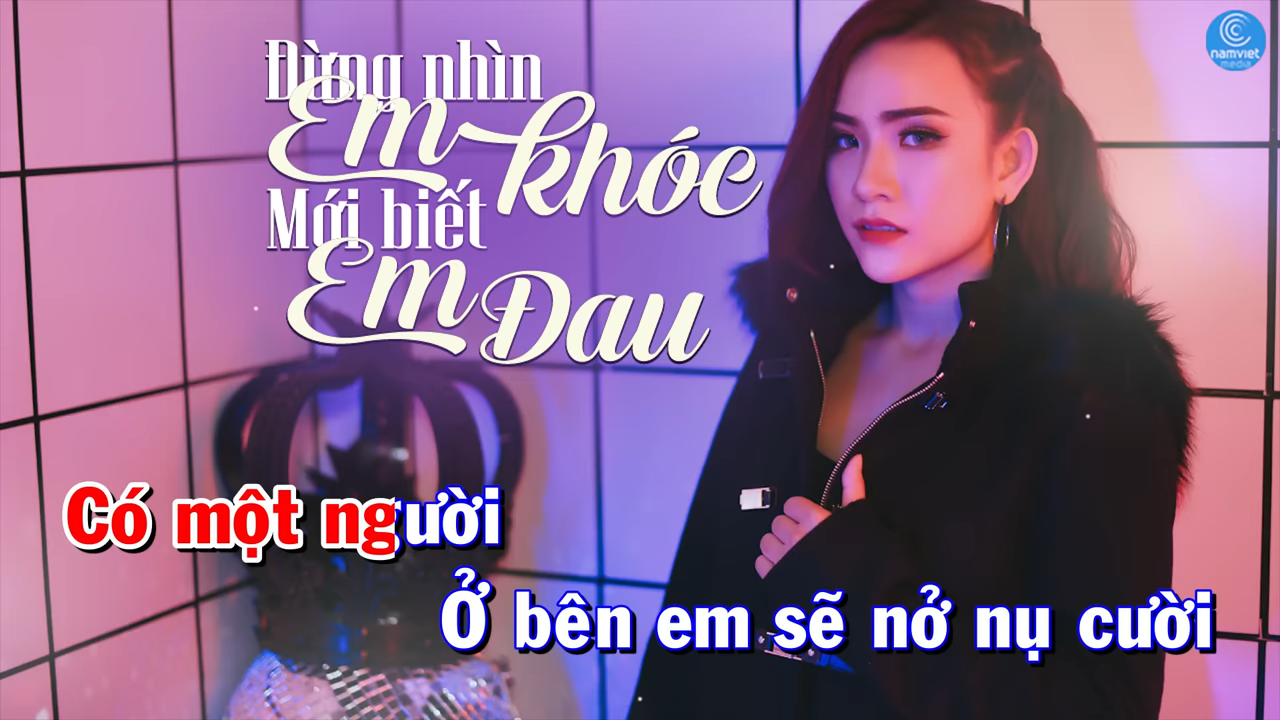 Đừng nhìn
Em khóc
Mới biết
Em Đau
namviet
media
Có một người
Ở bên em sẽ nở nụ cười